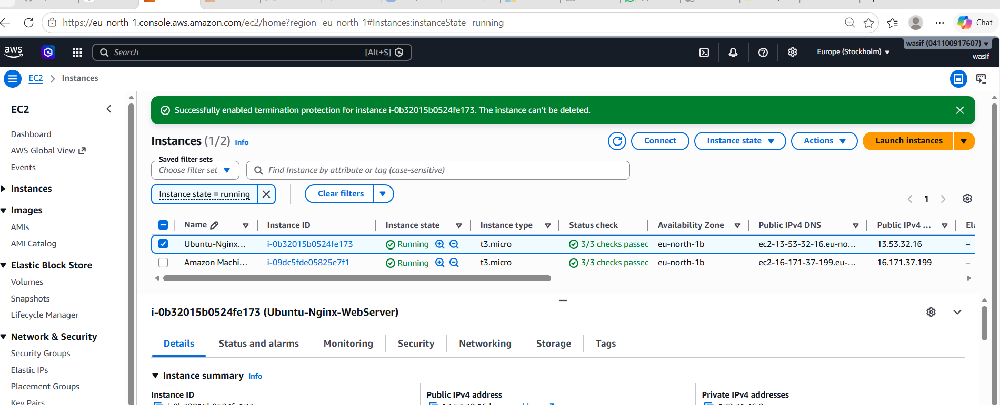 https://eu-north-1.console.aws.amazon.com/ec2/home?region=eu-north-1#Instances:instanceState=running
Chat
aws
Search
[Alt+S]
Europe (Stockholm)
wasif (041100917607)
wasif
EC2
Instances
EC2
Dashboard
AWS Global View
Events
Instances
Images
AMIs
AMI Catalog
Elastic Block Store
Volumes
Snapshots
Lifecycle Manager
Network & Security
Security Groups
Elastic IPs
Placement Groups
Key Pairs
Successfully enabled termination protection for instance i-0b32015b0524fe173. The instance can't be deleted.
Instances (1/2) Info
Connect
Instance state
Actions
Launch instances
Saved filter sets
Choose filter set
Find Instance by attribute or tag (case-sensitive)
Instance state = running
Clear filters
1
Name Instance ID Instance state Instance type Status check Availability Zone Public IPv4 DNS Public IPv4 ... Ela
Ubuntu-Nginx... i-0b32015b0524fe173 Running t3.micro 3/3 checks passed eu-north-1b ec2-13-53-32-16.eu-no... 13.53.32.16 –
Amazon Machi... i-09dc5fde05825e7f1 Running t3.micro 3/3 checks passed eu-north-1b ec2-16-171-37-199.eu-... 16.171.37.199 –
i-0b32015b0524fe173 (Ubuntu-Nginx-WebServer)
Details Status and alarms Monitoring Security Networking Storage Tags
Instance summary Info
Instance ID Public IPv4 address Private IPv4 addresses